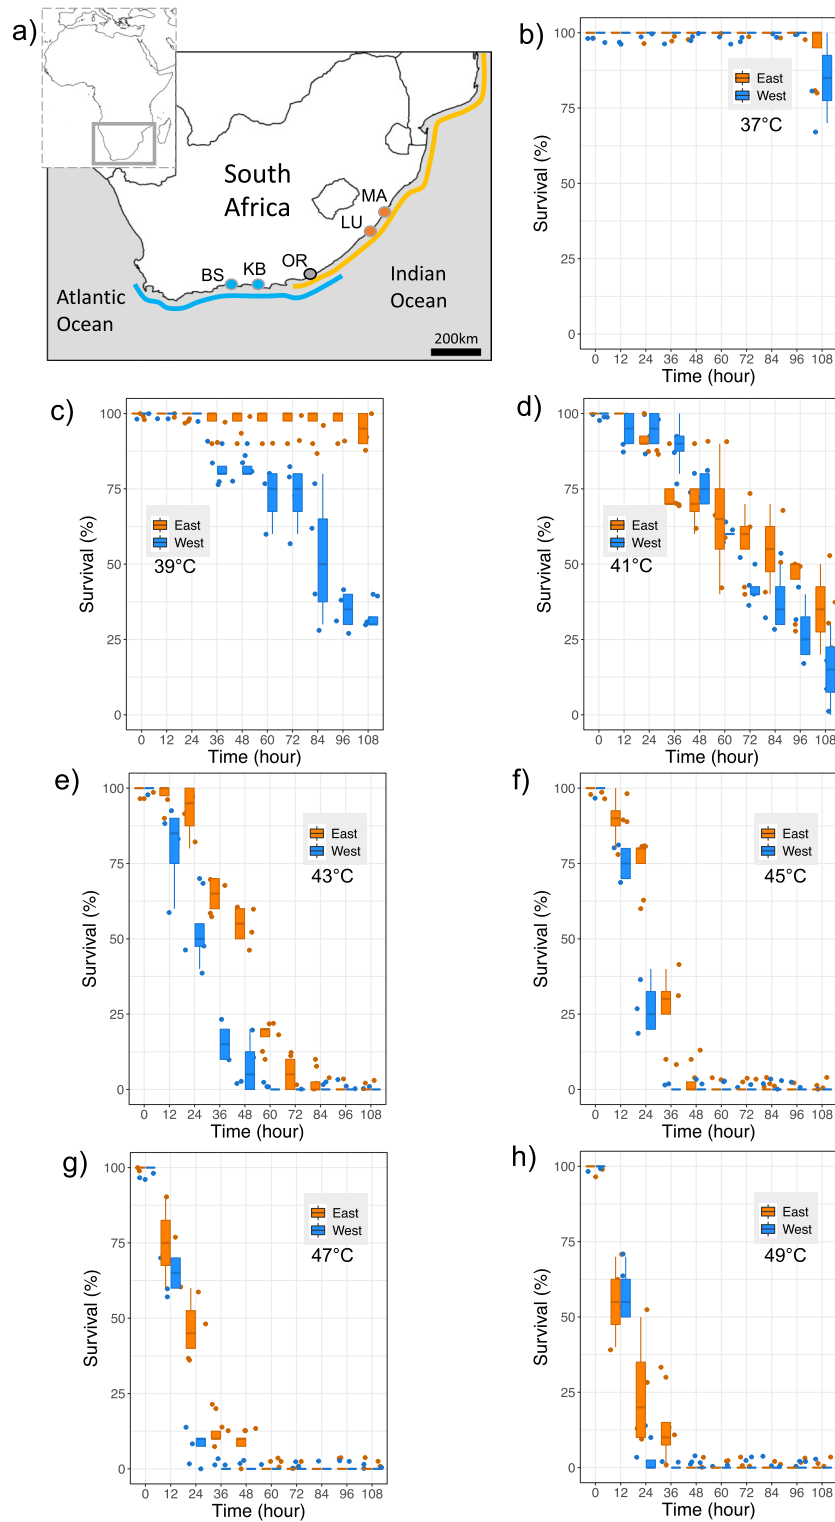 a)
South
Africa
MA
LU
OR
KB
BS
Indian
Ocean
Atlantic
Ocean
200km
b)
100
75
50
25
0
Survival (%)
East
West
37°C
0 12 24 36 48 60 72 84 96 108
Time (hour)
c)
100
75
50
25
0
Survival (%)
East
West
39°C
0 12 24 36 48 60 72 84 96 108
Time (hour)
d)
100
75
50
25
0
Survival (%)
East
West
41°C
0 12 24 36 48 60 72 84 96 108
Time (hour)
e)
100
75
50
25
0
Survival (%)
East
West
43°C
0 12 24 36 48 60 72 84 96 108
Time (hour)
f)
100
75
50
25
0
Survival (%)
East
West
45°C
0 12 24 36 48 60 72 84 96 108
Time (hour)
g)
100
75
50
25
0
Survival (%)
East
West
47°C
0 12 24 36 48 60 72 84 96 108
Time (hour)
h)
100
75
50
25
0
Survival (%)
East
West
49°C
0 12 24 36 48 60 72 84 96 108
Time (hour)